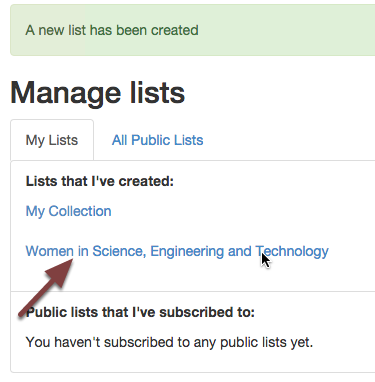 A new list has been created
Manage lists
My Lists
All Public Lists
Lists that I've created:
My Collection
Women in Science, Engineering and Technology
Public lists that I've subscribed to:
You haven't subscribed to any public lists yet.